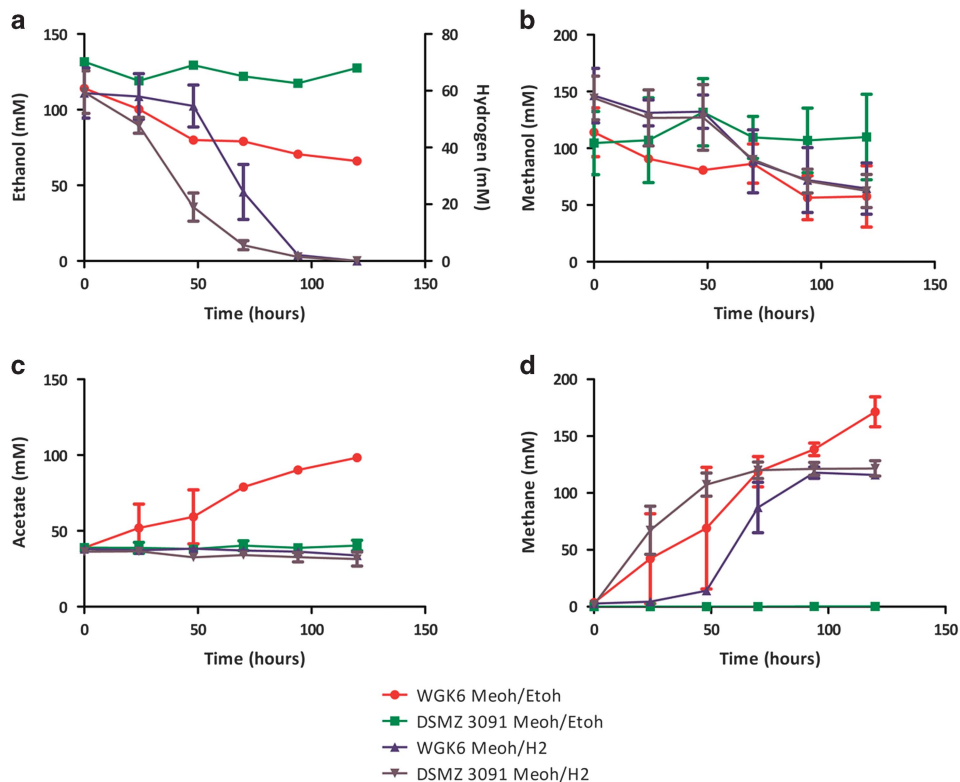 a
150
100
50
0
Ethanol (mM)
80
60
40
20
0
Hydrogen (mM)
0 50 100 150
Time (hours)
b
200
150
100
50
0
Methanol (mM)
0 50 100 150
Time (hours)
c
150
100
50
0
Acetate (mM)
0 50 100 150
Time (hours)
d
200
150
100
50
0
Methane (mM)
0 50 100 150
Time (hours)
WGK6 Meoh/Etoh
DSMZ 3091 Meoh/Etoh
WGK6 Meoh/H2
DSMZ 3091 Meoh/H2